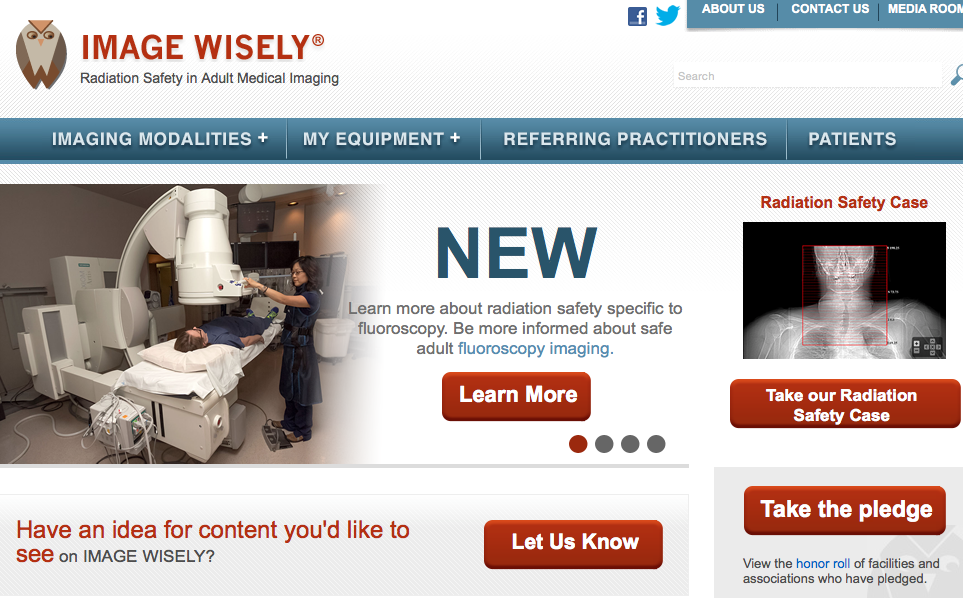 ABOUT US
CONTACT US
MEDIA ROOM
IMAGE WISELY®
Radiation Safety in Adult Medical Imaging
Search
IMAGING MODALITIES +
MY EQUIPMENT +
REFERRING PRACTITIONERS
PATIENTS
NEW
Learn more about radiation safety specific to
fluoroscopy. Be more informed about safe
adult fluoroscopy imaging.
Learn More
Radiation Safety Case
Take our Radiation
Safety Case
Have an idea for content you'd like to
see on IMAGE WISELY?
Let Us Know
Take the pledge
View the honor roll of facilities and
associations who have pledged.